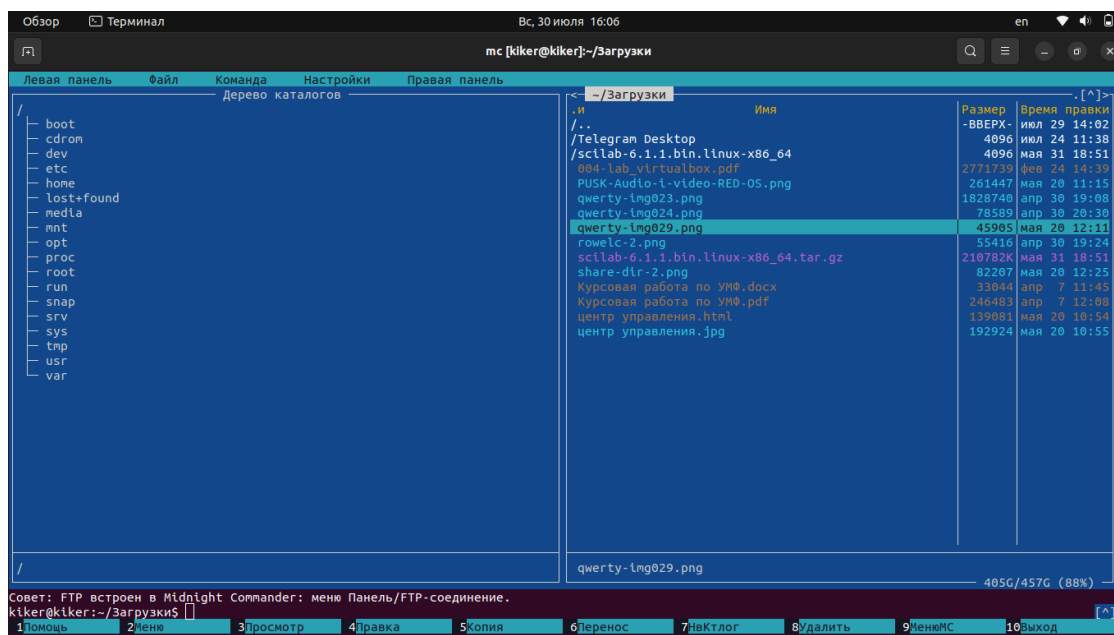 Обзор Терминал Вс, 30 июля 16:06 en
mc [kiker@kiker]:~/Загрузки
Левая панель Файл Команда Настройки Правая панель
Дерево каталогов
/
boot
cdrom
dev
etc
home
lost+found
media
mnt
opt
proc
root
run
snap
srv
sys
tmp
usr
var
/
<─ ~/Загрузки .[^]>
.и Имя Размер Время правки
/.. -ВВЕРХ- июл 29 14:02
/Telegram Desktop 4096 июл 24 11:38
/scilab-6.1.1.bin.linux-x86_64 4096 мая 31 18:51
004-lab_virtualbox.pdf 2771739 фев 24 14:39
PUSK-Audio-i-video-RED-OS.png 261447 мая 20 11:15
qwerty-img023.png 1828740 апр 30 19:08
qwerty-img024.png 78589 апр 30 20:30
qwerty-img029.png 45905 мая 20 12:11
rowelc-2.png 55416 апр 30 19:24
scilab-6.1.1.bin.linux-x86_64.tar.gz 210782K мая 31 18:51
share-dir-2.png 82207 мая 20 12:25
Курсовая работа по УМФ.docx 33044 апр 7 11:45
Курсовая работа по УМФ.pdf 246483 апр 7 12:08
центр управления.html 139081 мая 20 10:54
центр управления.jpg 192924 мая 20 10:55
qwerty-img029.png
405G/457G (88%)
Совет: FTP встроен в Midnight Commander: меню Панель/FTP-соединение.
kiker@kiker:~/Загрузки$ [^]
1Помощь 2Меню 3Просмотр 4Правка 5Копия 6Перенос 7НвКтлог 8Удалить 9МенюMC 10Выход